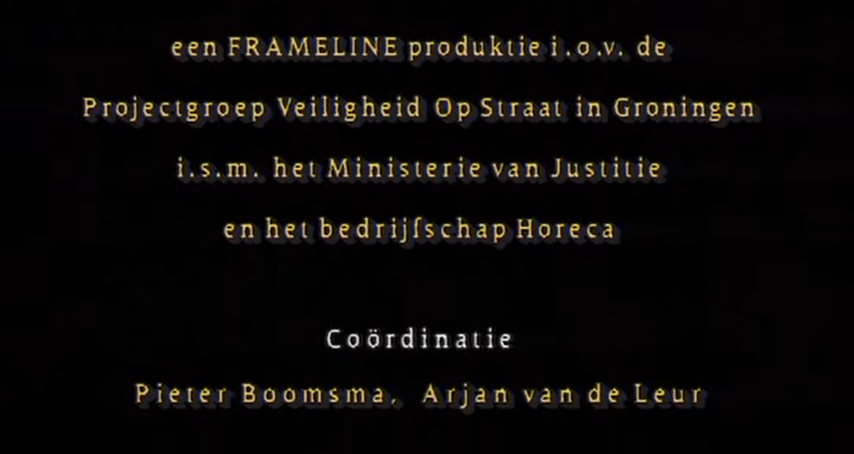 een FRAMELINE produktie i.o.v. de
Projectgroep Veiligheid Op Straat in Groningen
i.s.m. het Ministerie van Justitie
en het bedrijfschap Horeca
Coördinatie
Pieter Boomsma, Arjan van de Leur